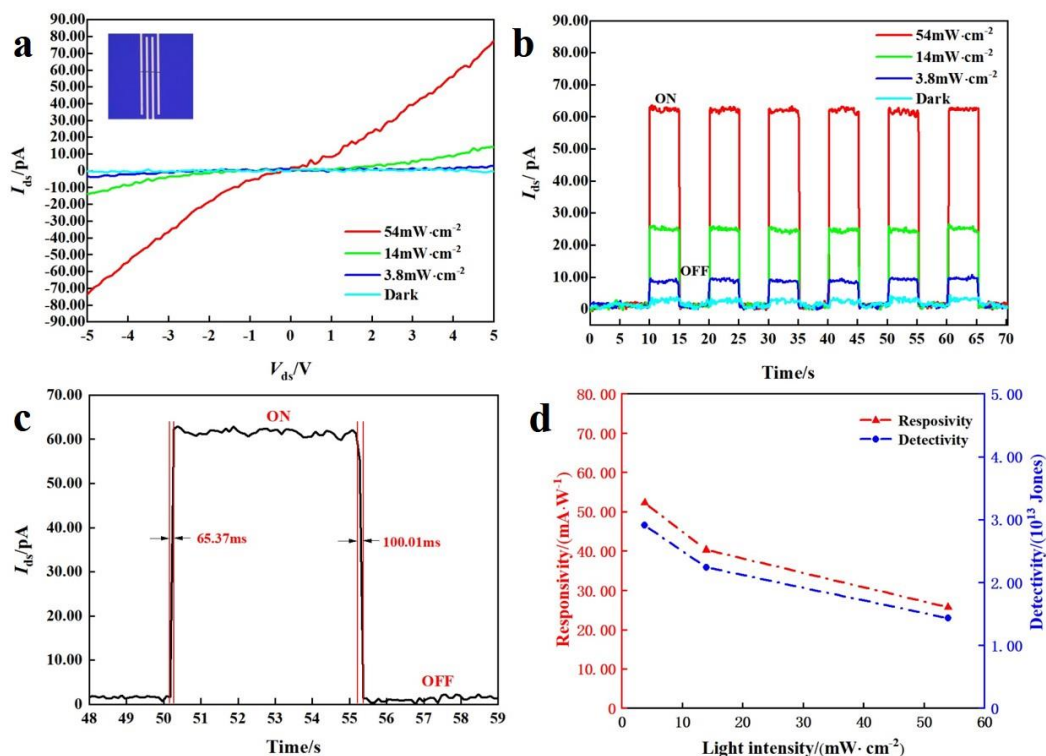 a
90.00
80.00
70.00
60.00
50.00
40.00
30.00
20.00
10.00
0.00
-10.00
-20.00
-30.00
-40.00
-50.00
-60.00
-70.00
-80.00
-90.00
I_ds/pA
54mW·cm⁻²
14mW·cm⁻²
3.8mW·cm⁻²
Dark
-5 -4 -3 -2 -1 0 1 2 3 4 5
V_ds/V
b
90.00
80.00
70.00
60.00
50.00
40.00
30.00
20.00
10.00
0
I_ds/ pA
54mW·cm⁻²
14mW·cm⁻²
3.8mW·cm⁻²
Dark
ON
OFF
0 5 10 15 20 25 30 35 40 45 50 55 60 65 70
Time/s
c
70.00
60.00
50.00
40.00
30.00
20.00
10.00
0.00
I_ds/pA
ON
65.37ms
100.01ms
OFF
48 49 50 51 52 53 54 55 56 57 58 59
Time/s
d
80.00
70.00
60.00
50.00
40.00
30.00
20.00
10.00
0.00
Responsivity/(mA·W⁻¹)
Resposivity
Detectivity
5.00
4.00
3.00
2.00
1.00
0
Detectivity/(10¹³ Jones)
0 10 20 30 40 50 60
Light intensity/(mW· cm⁻²)